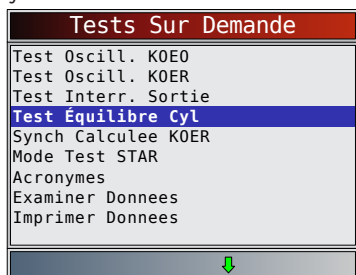 Tests Sur Demande
Test Oscill. KOEO
Test Oscill. KOER
Test Interr. Sortie
Test Équilibre Cyl
Synch Calculee KOER
Mode Test STAR
Acronymes
Examiner Donnees
Imprimer Donnees